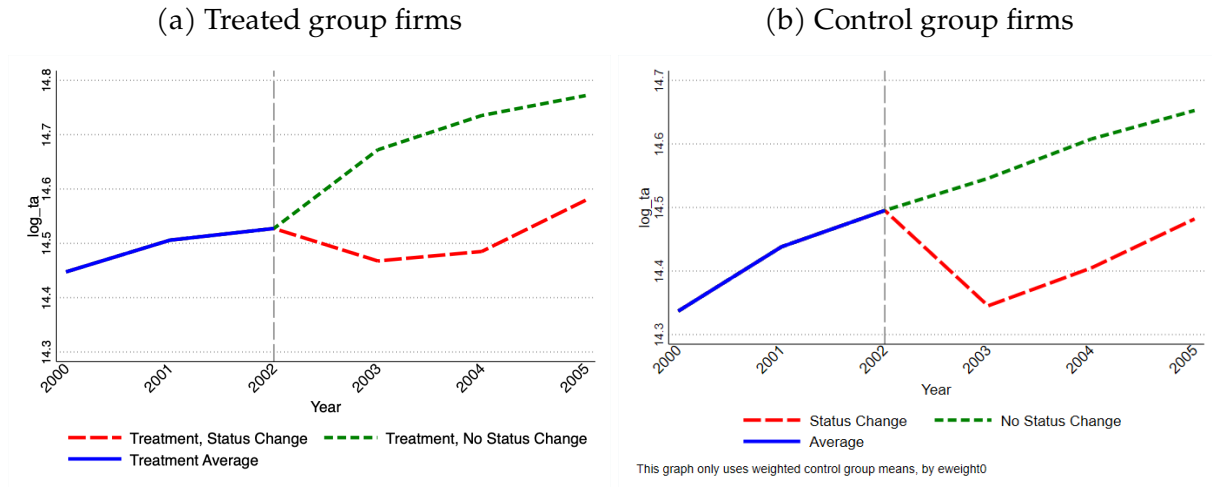 (a) Treated group firms
14.8
14.7
14.6
14.5
14.4
14.3
log_ta
2000 2001 2002 2003 2004 2005
Year
Treatment, Status Change Treatment, No Status Change
Treatment Average
(b) Control group firms
14.7
14.6
14.5
14.4
14.3
log_ta
2000 2001 2002 2003 2004 2005
Year
Status Change No Status Change
Average
This graph only uses weighted control group means, by eweight0